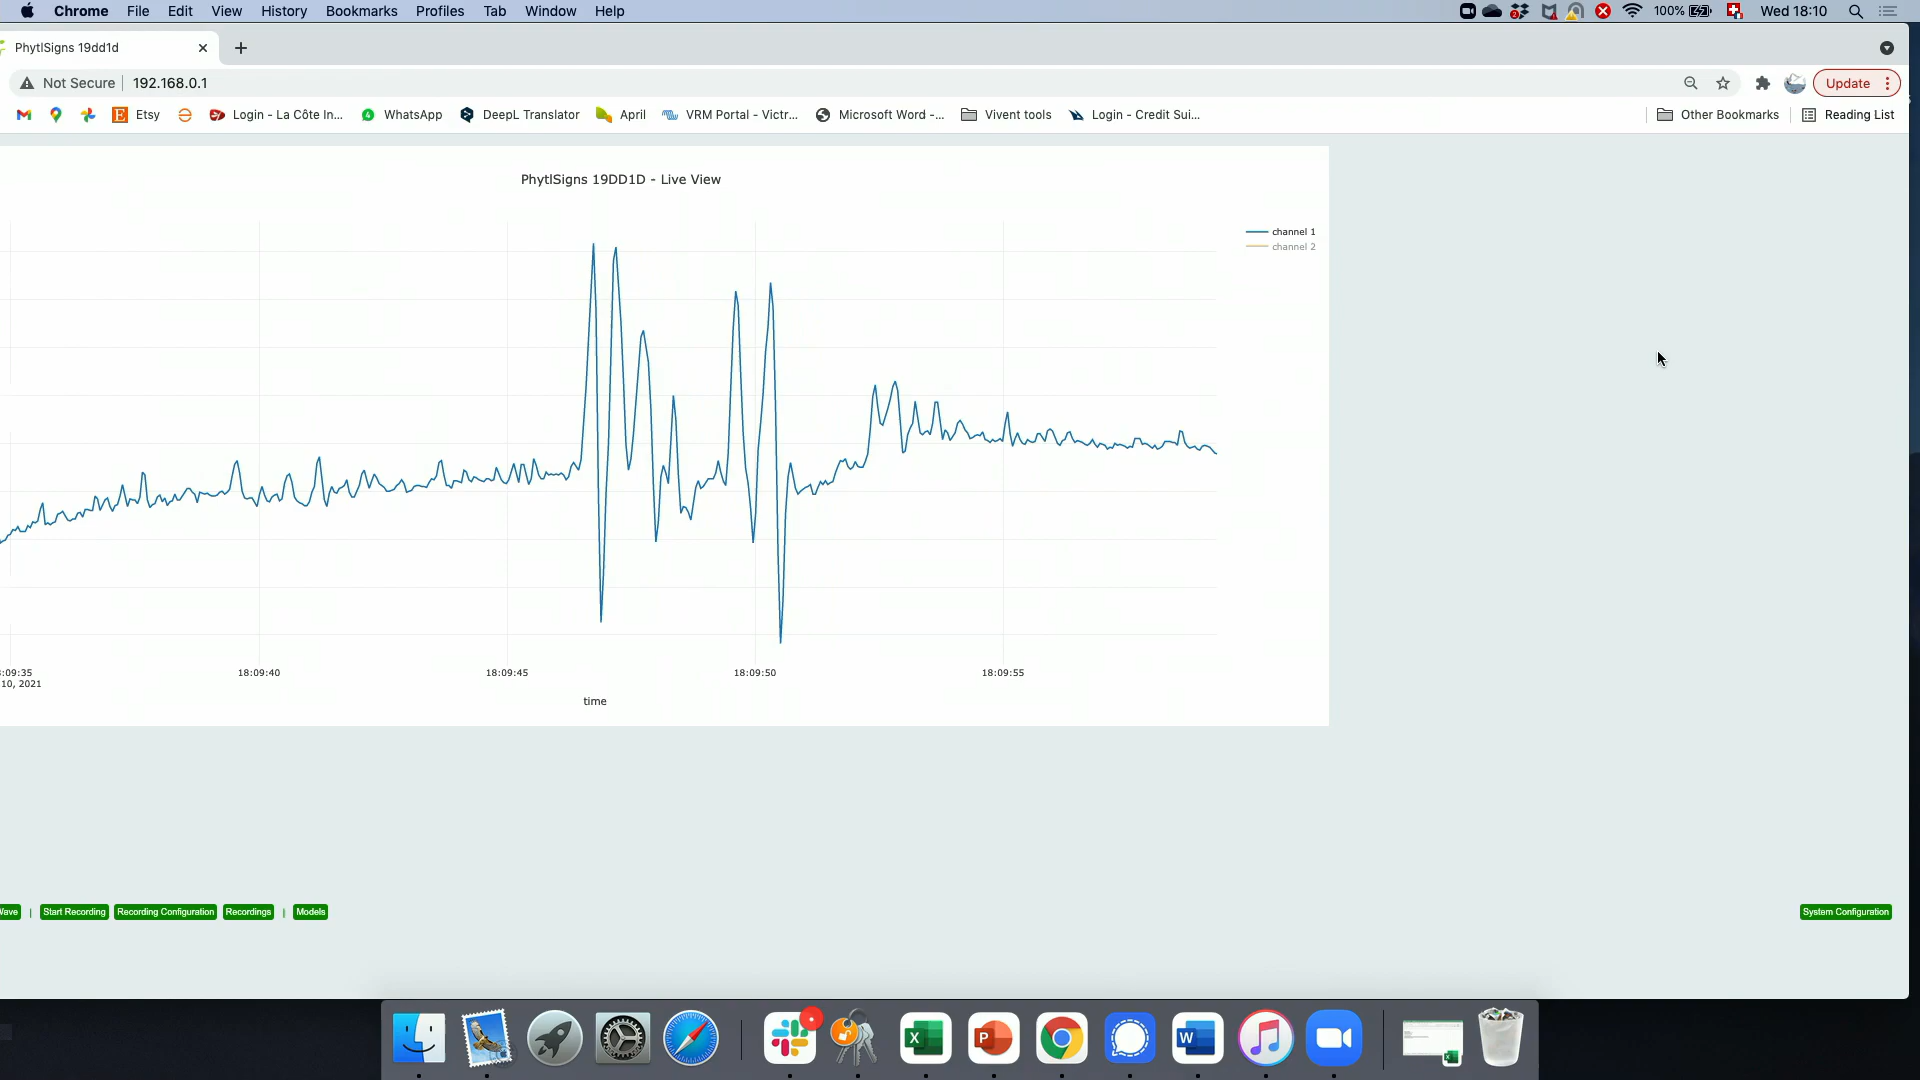 Chrome File Edit View History Bookmarks Profiles Tab Window Help 100% Wed 18:10
PhytlSigns 19dd1d
Not Secure 192.168.0.1 Update
Etsy Login - La Côte In... WhatsApp DeepL Translator April VRM Portal - Victr... Microsoft Word -... Vivent tools Login - Credit Sui... Other Bookmarks Reading List
PhytlSigns 19DD1D - Live View
channel 1
channel 2
:09:35 18:09:40 18:09:45 18:09:50 18:09:55
10, 2021
time
Wave | Start Recording Recording Configuration Recordings | Models System Configuration